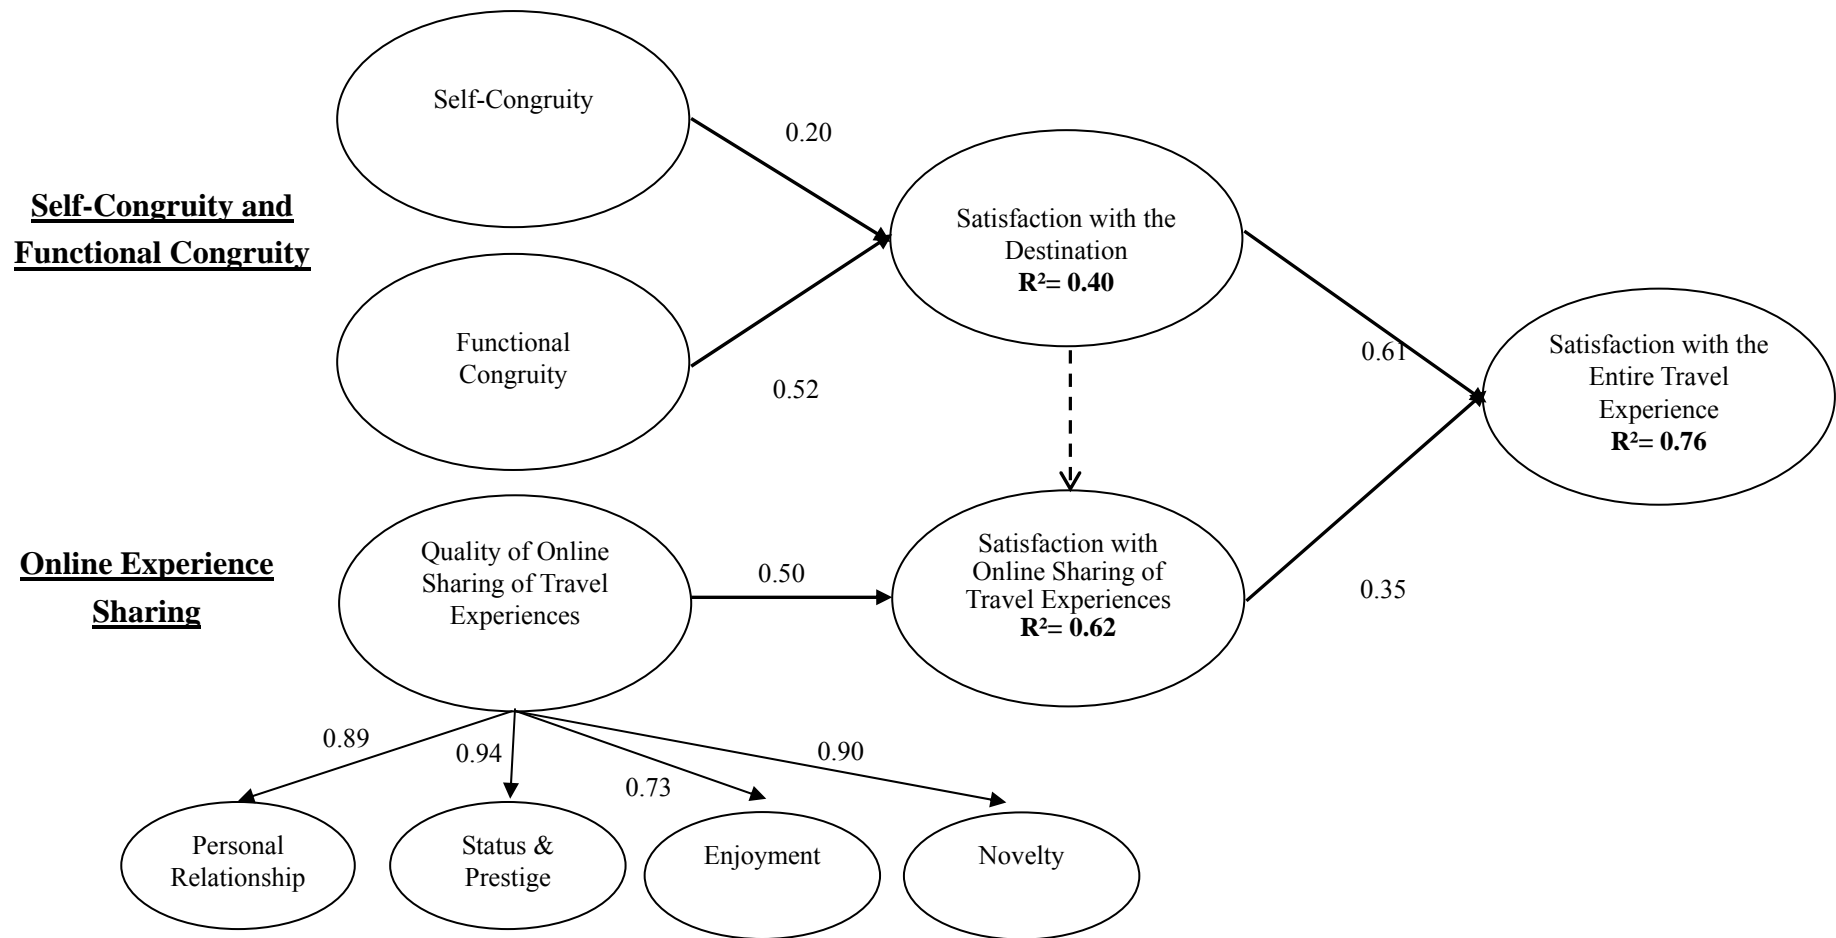 Self-Congruity
0.20
Self-Congruity and
Functional Congruity
Satisfaction with the
Destination
R²= 0.40
Functional
Congruity
0.52
0.61
Satisfaction with the
Entire Travel
Experience
R²= 0.76
Online Experience
Sharing
Quality of Online
Sharing of Travel
Experiences
0.50
Satisfaction with
Online Sharing of
Travel Experiences
R²= 0.62
0.35
0.89
0.94
0.73
0.90
Personal
Relationship
Status &
Prestige
Enjoyment
Novelty